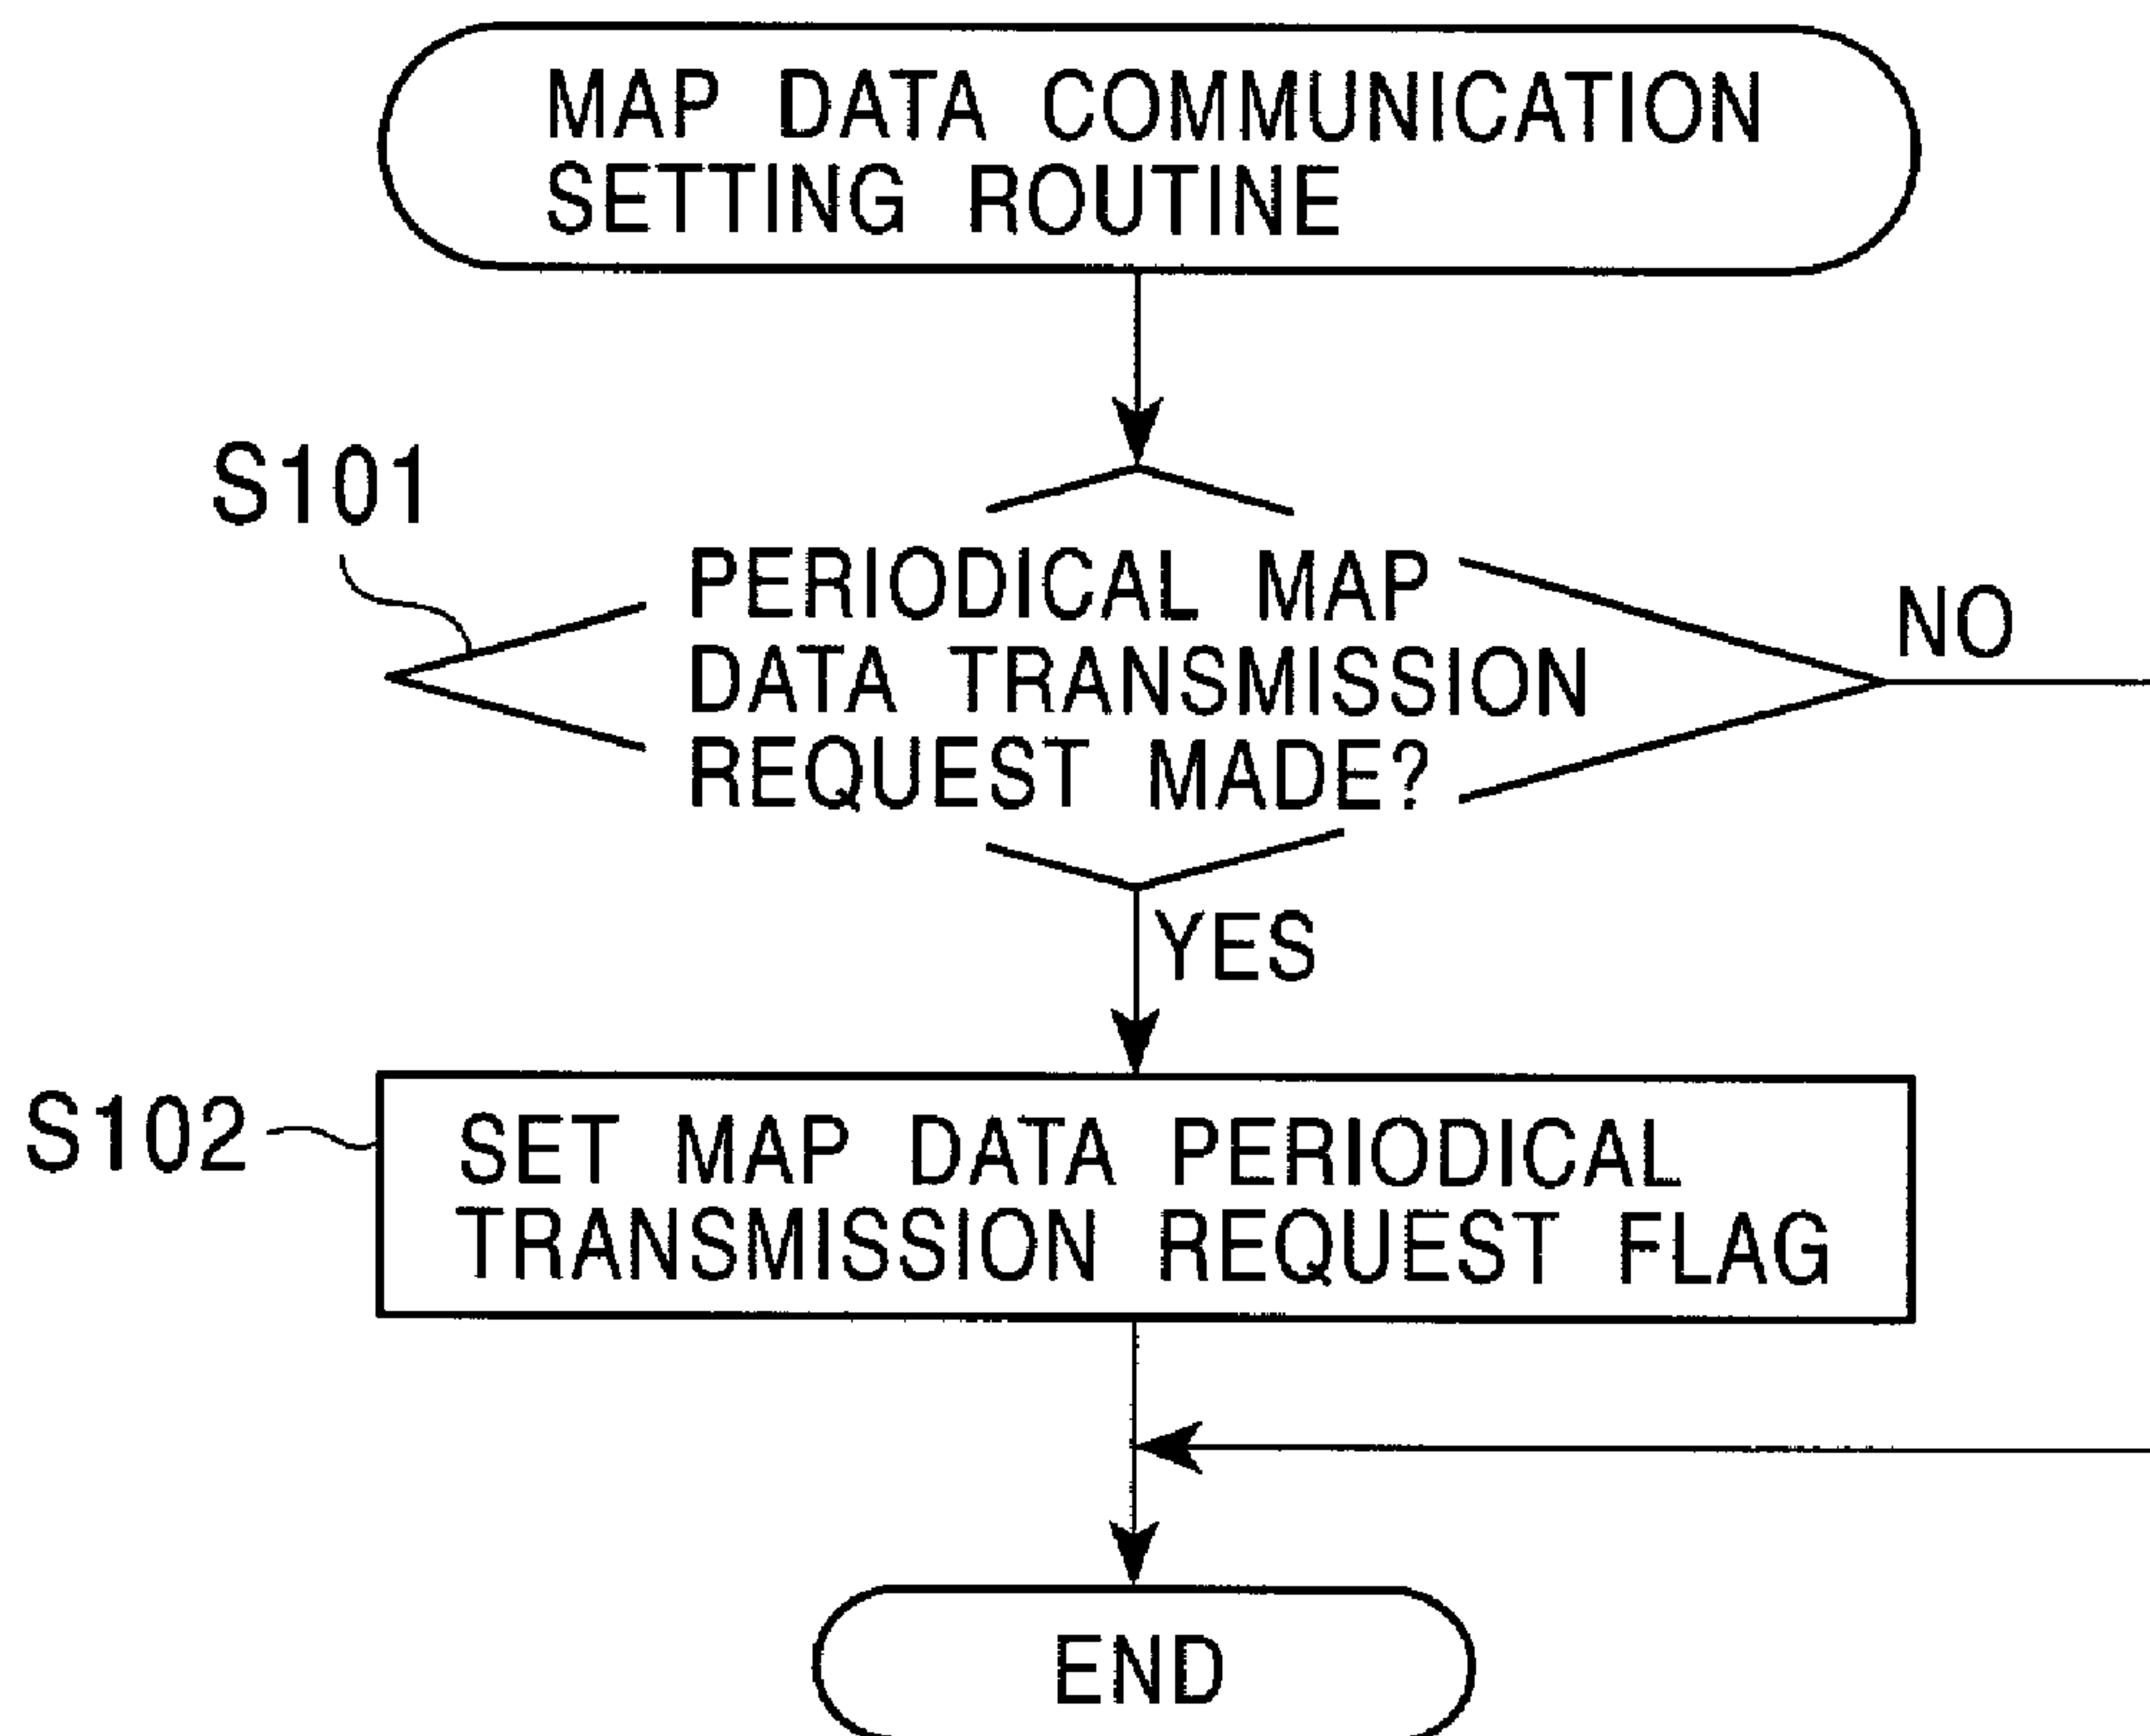 MAP DATA COMMUNICATION
SETTING ROUTINE
S101
PERIODICAL MAP
DATA TRANSMISSION
REQUEST MADE?
NO
YES
S102
SET MAP DATA PERIODICAL
TRANSMISSION REQUEST FLAG
END